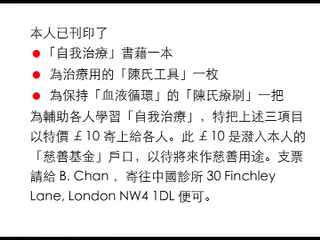 本人已刊印了
●「自我治療」書藉一本
● 為治療用的「陳氏工具」一枚
● 為保持「血液循環」的「陳氏療刷」一把
為輔助各人學習「自我治療」, 特把上述三項目
以特價 £10 寄上給各人。此 £10 是潑入本人的
「慈善基金」戶口，以待將來作慈善用途。支票
請給 B. Chan ，寄往中國診所 30 Finchley
Lane, London NW4 1DL 便可。